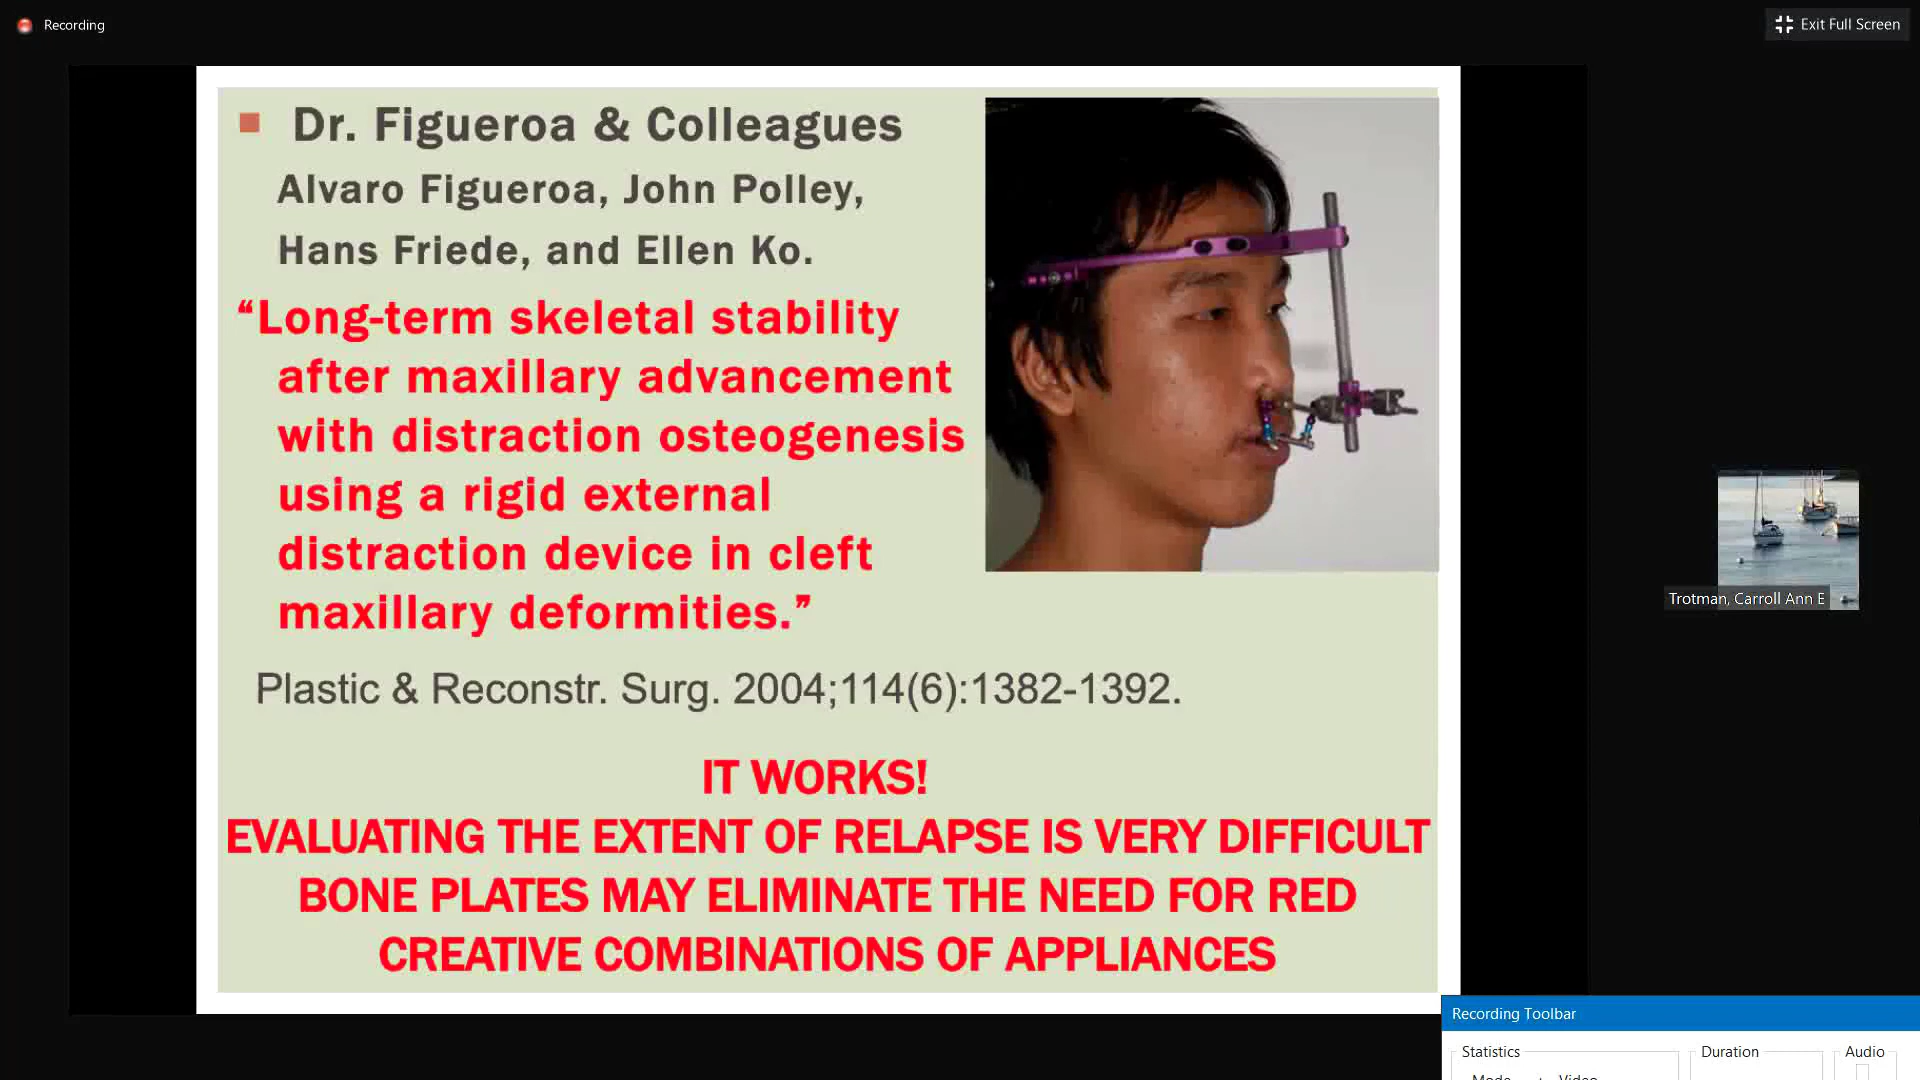 Recording
Exit Full Screen
Dr. Figueroa & Colleagues
Alvaro Figueroa, John Polley,
Hans Friede, and Ellen Ko.
“Long-term skeletal stability
after maxillary advancement
with distraction osteogenesis
using a rigid external
distraction device in cleft
maxillary deformities.”
Plastic & Reconstr. Surg. 2004;114(6):1382-1392.
IT WORKS!
EVALUATING THE EXTENT OF RELAPSE IS VERY DIFFICULT
BONE PLATES MAY ELIMINATE THE NEED FOR RED
CREATIVE COMBINATIONS OF APPLIANCES
Trotman, Carroll Ann E
Recording Toolbar
Statistics
Duration
Audio
Mode
Video